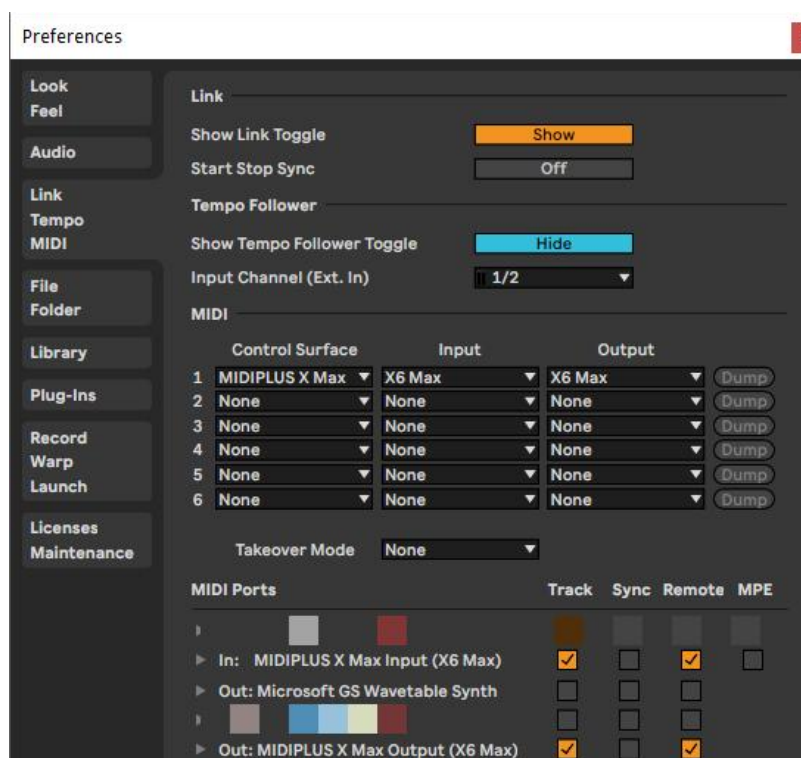 Preferences
Look
Feel
Audio
Link
Tempo
MIDI
File
Folder
Library
Plug-Ins
Record
Warp
Launch
Licenses
Maintenance
Link
Show Link Toggle Show
Start Stop Sync Off
Tempo Follower
Show Tempo Follower Toggle Hide
Input Channel (Ext. In) 1/2
MIDI
Control Surface Input Output
1 MIDIPLUS X Max X6 Max X6 Max Dump
2 None None None Dump
3 None None None Dump
4 None None None Dump
5 None None None Dump
6 None None None Dump
Takeover Mode None
MIDI Ports Track Sync Remote MPE
In: MIDIPLUS X Max Input (X6 Max)
Out: Microsoft GS Wavetable Synth
Out: MIDIPLUS X Max Output (X6 Max)